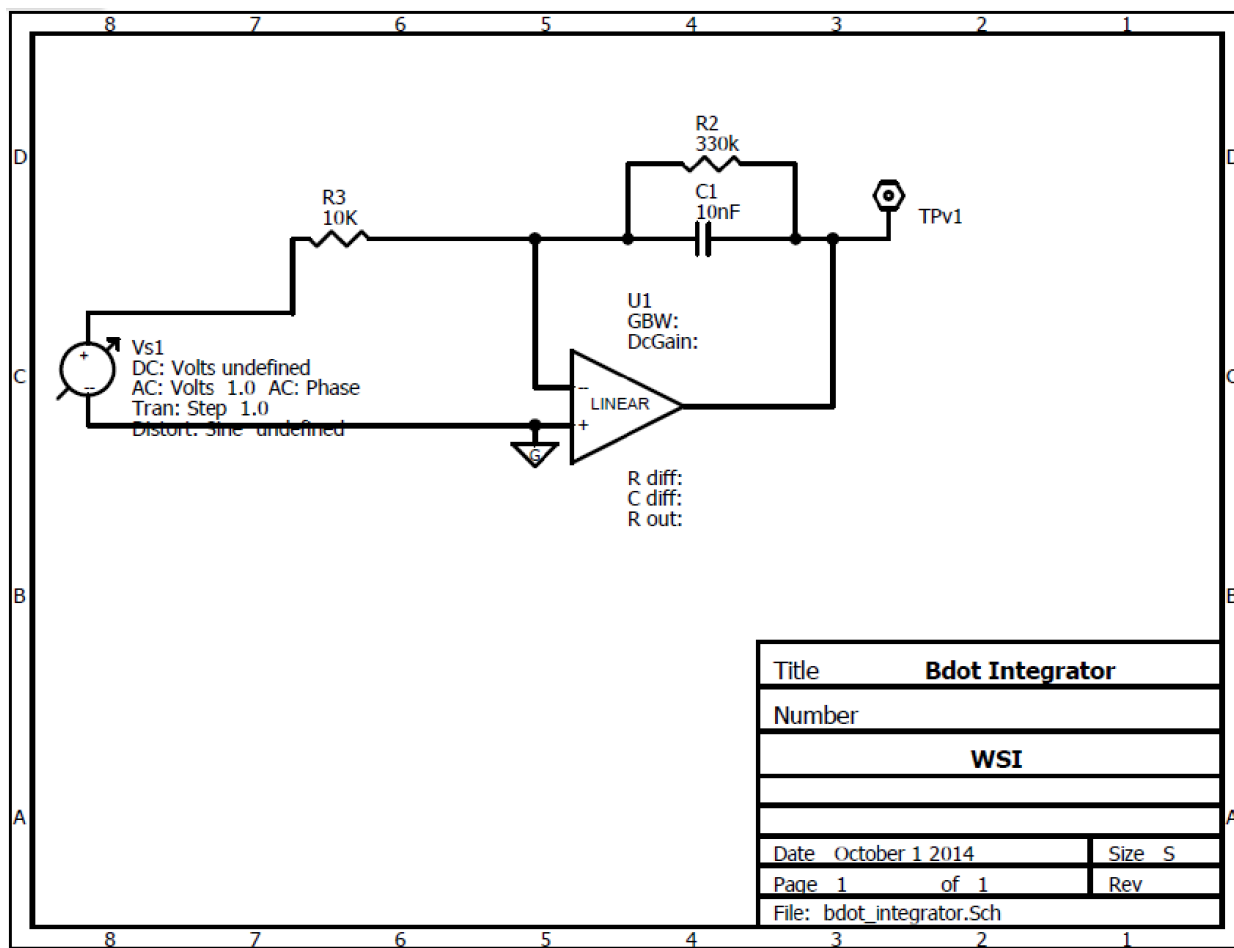 8 7 6 5 4 3 2 1
D D
R2
330k
R3
10K
C1
10nF
TPv1
U1
GBW:
DcGain:
+
--
Vs1
DC: Volts undefined
AC: Volts 1.0 AC: Phase
Tran: Step 1.0
Distort: Sine undefined
C C
--
LINEAR
+
G
R diff:
C diff:
R out:
B B
Title Bdot Integrator
Number
WSI
A A
Date October 1 2014 Size S
Page 1 of 1 Rev
File: bdot_integrator.Sch
8 7 6 5 4 3 2 1